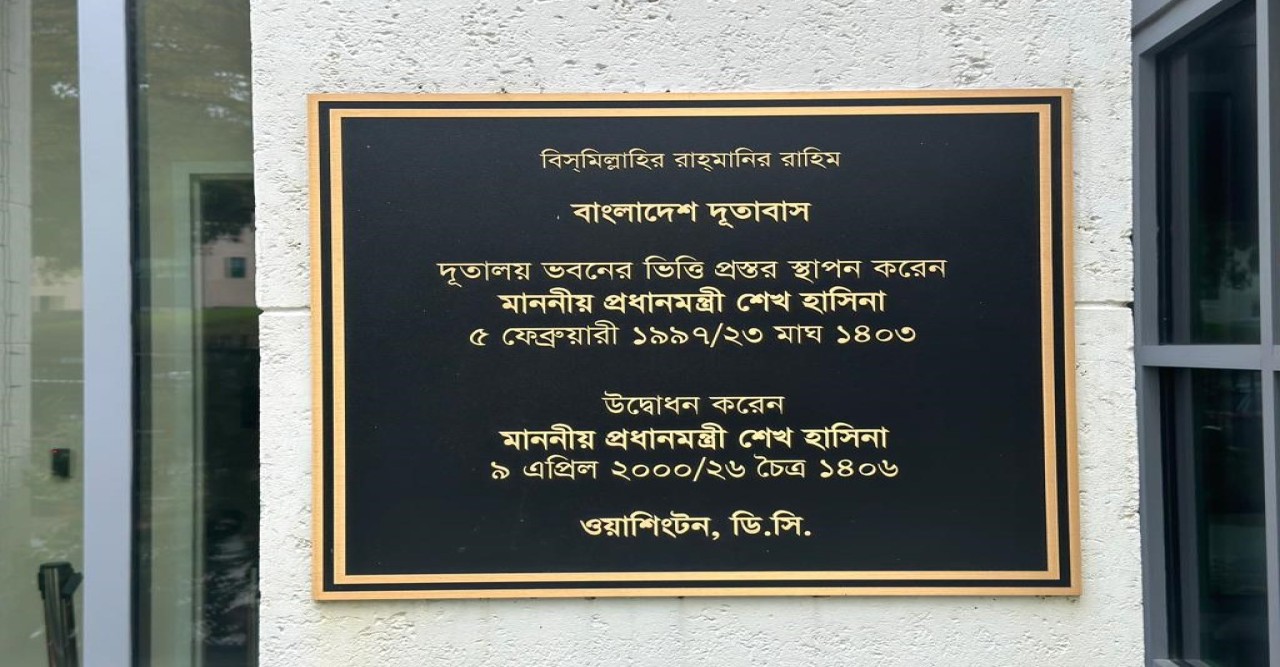 বিস্‌মিল্লাহির রাহ্‌মানির রাহিম
বাংলাদেশ দূতাবাস
দূতালয় ভবনের ভিত্তি প্রস্তর স্থাপন করেন
মাননীয় প্রধানমন্ত্রী শেখ হাসিনা
৫ ফেব্রুয়ারী ১৯৯৭/২৩ মাঘ ১৪০৩
উদ্বোধন করেন
মাননীয় প্রধানমন্ত্রী শেখ হাসিনা
৯ এপ্রিল ২০০০/২৬ চৈত্র ১৪০৬
ওয়াশিংটন, ডি.সি.